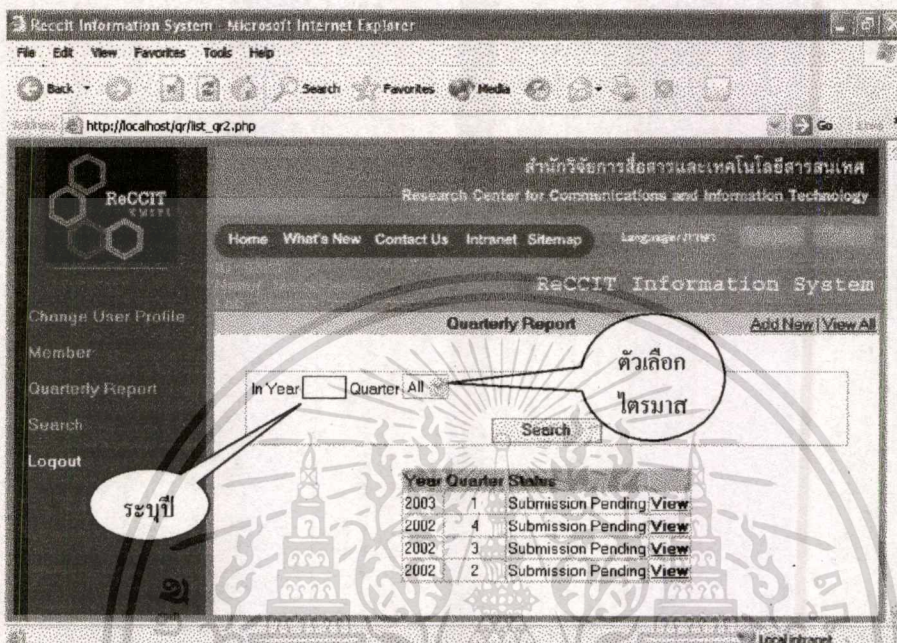 Reccit Information System - Microsoft Internet Explorer
File Edit View Favorites Tools Help
Back Search Favorites Media
http://localhost/qr/list_qr2.php Go
ReCCIT
สำนักวิจัยการสื่อสารและเทคโนโลยีสารสนเทศ
Research Center for Communications and Information Technology
Home What's New Contact Us Intranet Sitemap Language/ภาษา
ReCCIT Information System
Quarterly Report Add New | View All
Change User Profile
Member
Quarterly Report
Search
Logout
In Year Quarter All
ตัวเลือก
ไตรมาส
Search
ระบุปี
Year Quarter Status
2003 1 Submission Pending View
2002 4 Submission Pending View
2002 3 Submission Pending View
2002 2 Submission Pending View